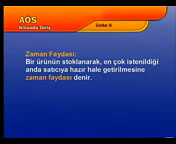 AOS
İktisada Giriş
Ünite 6
Zaman Faydası:
Bir ürünün stoklanarak, en çok istenildiği
anda satıcıya hazır hale getirilmesine
zaman faydası denir.